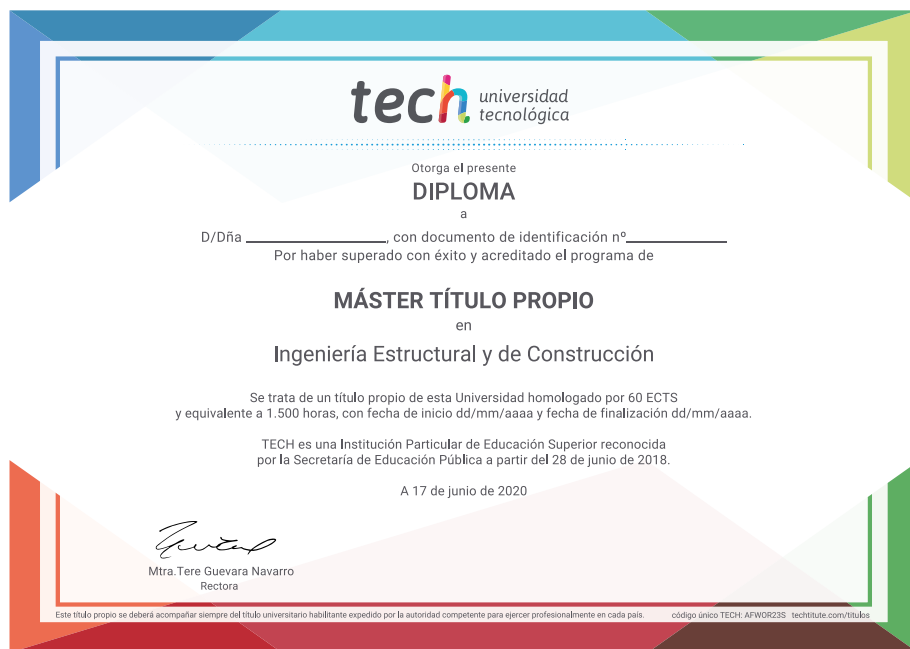 tech universidad
tecnológica
Otorga el presente
DIPLOMA
a
D/Dña ________________, con documento de identificación nº____________
Por haber superado con éxito y acreditado el programa de
MÁSTER TÍTULO PROPIO
en
Ingeniería Estructural y de Construcción
Se trata de un título propio de esta Universidad homologado por 60 ECTS
y equivalente a 1.500 horas, con fecha de inicio dd/mm/aaaa y fecha de finalización dd/mm/aaaa.
TECH es una Institución Particular de Educación Superior reconocida
por la Secretaría de Educación Pública a partir del 28 de junio de 2018.
A 17 de junio de 2020
Mtra.Tere Guevara Navarro
Rectora
Este título propio se deberá acompañar siempre del título universitario habilitante expedido por la autoridad competente para ejercer profesionalmente en cada país. código único TECH: AFWOR23S techtitute.com/titulos